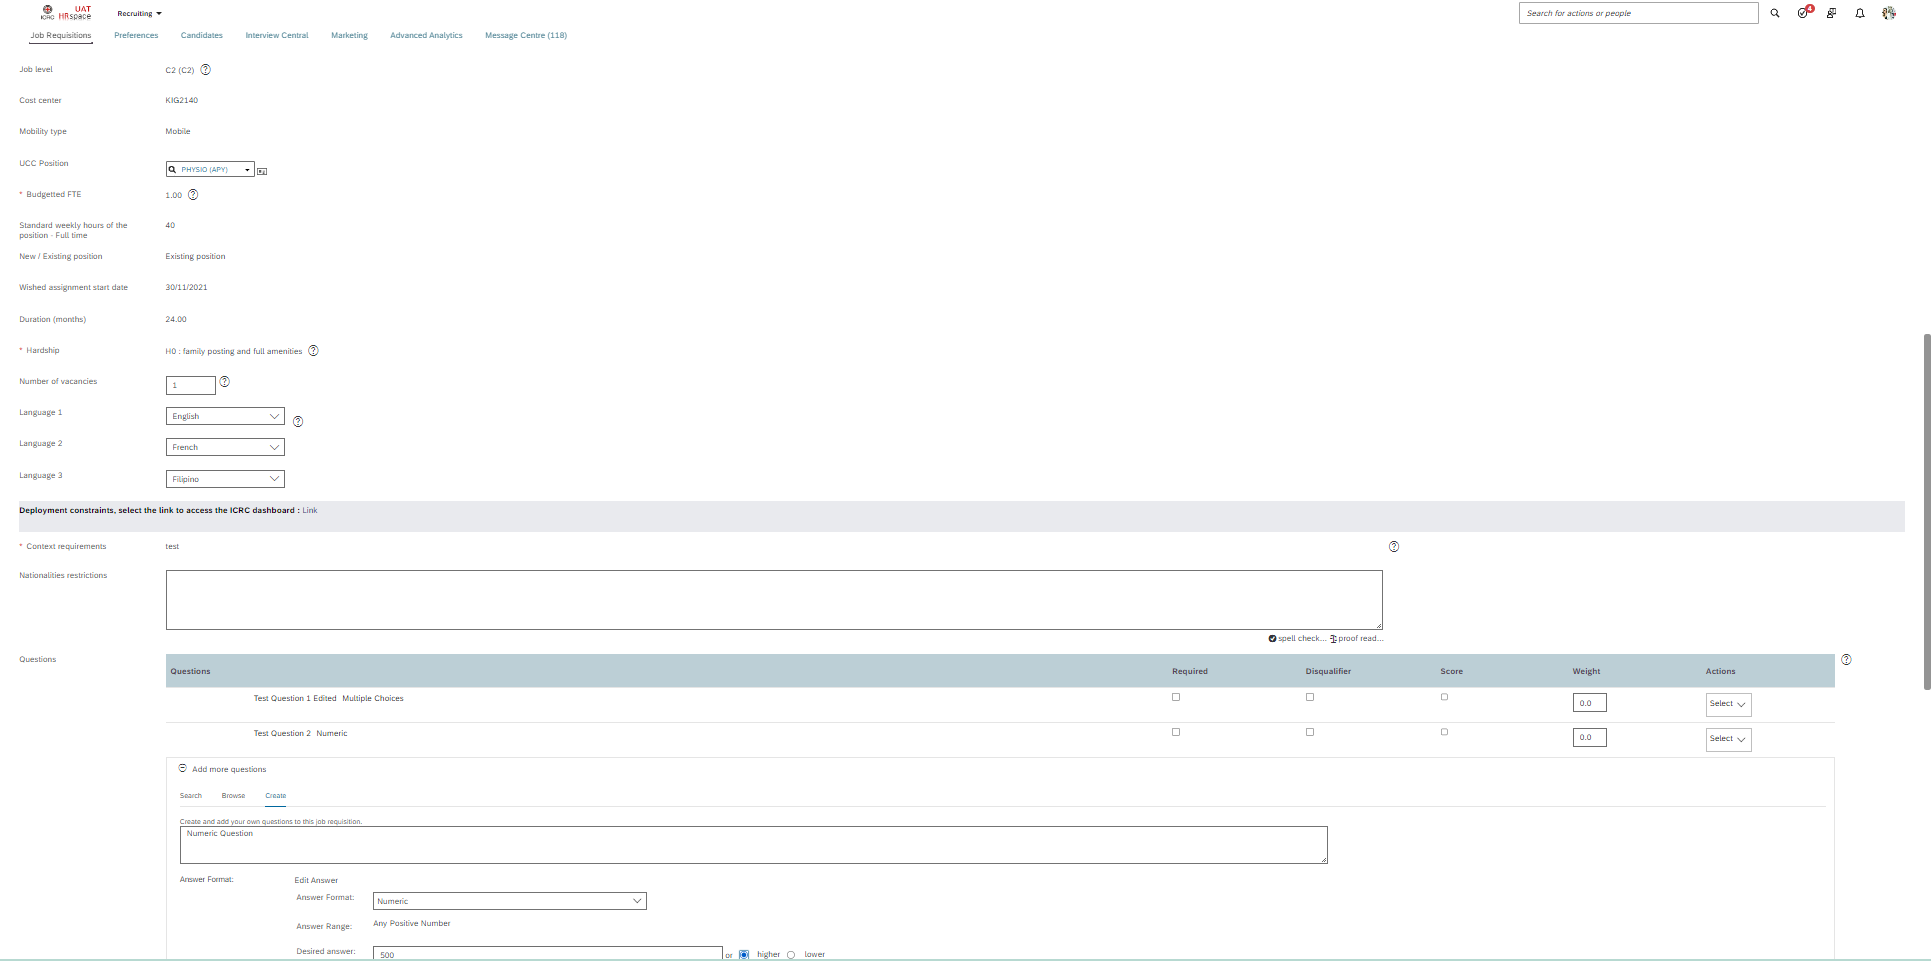 ICRC
UAT
HRspace
Recruiting
Search for actions or people
4
Job Requisitions Preferences Candidates Interview Central Marketing Advanced Analytics Message Centre (118)
Job level C2 (C2) ?
Cost center KIG2140
Mobility type Mobile
UCC Position PHYSIO (APY)
* Budgetted FTE 1.00 ?
Standard weekly hours of the 40
position - Full time
New / Existing position Existing position
Wished assignment start date 30/11/2021
Duration (months) 24.00
* Hardship H0 : family posting and full amenities ?
Number of vacancies 1 ?
Language 1 English ?
Language 2 French
Language 3 Filipino
Deployment constraints, select the link to access the ICRC dashboard : Link
* Context requirements test ?
Nationalities restrictions
spell check... proof read...
Questions ?
Questions Required Disqualifier Score Weight Actions
Test Question 1 Edited Multiple Choices 0.0 Select
Test Question 2 Numeric 0.0 Select
Add more questions
Search Browse Create
Create and add your own questions to this job requisition.
Numeric Question
Answer Format: Edit Answer
Answer Format: Numeric
Answer Range: Any Positive Number
Desired answer: 500 or higher lower